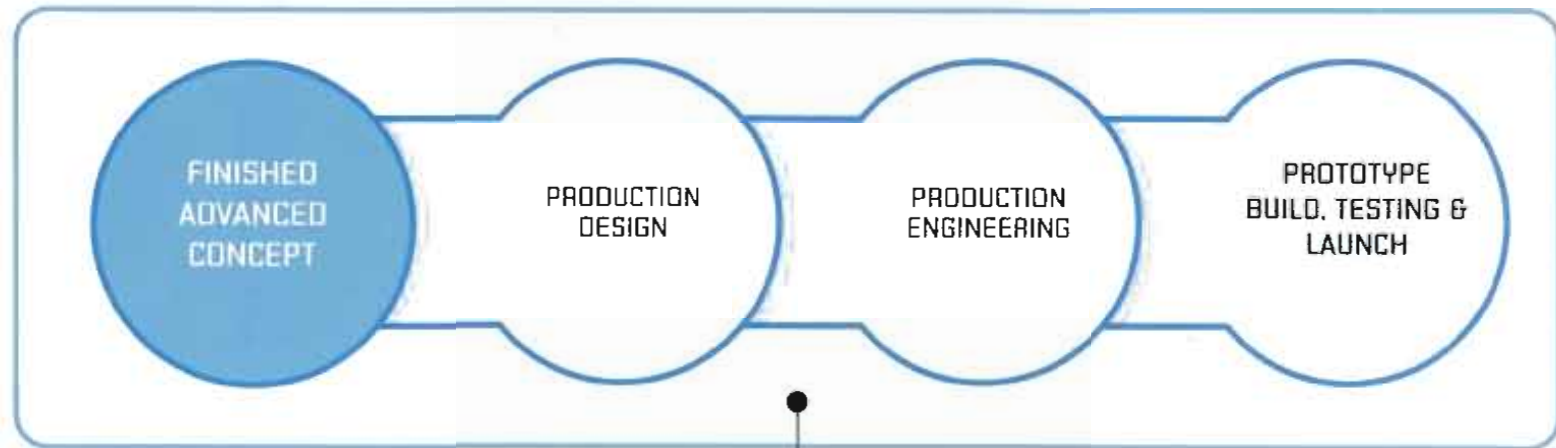 FINISHED
ADVANCED
CONCEPT
PRODUCTION
DESIGN
PRODUCTION
ENGINEERING
PROTOTYPE
BUILD, TESTING &
LAUNCH